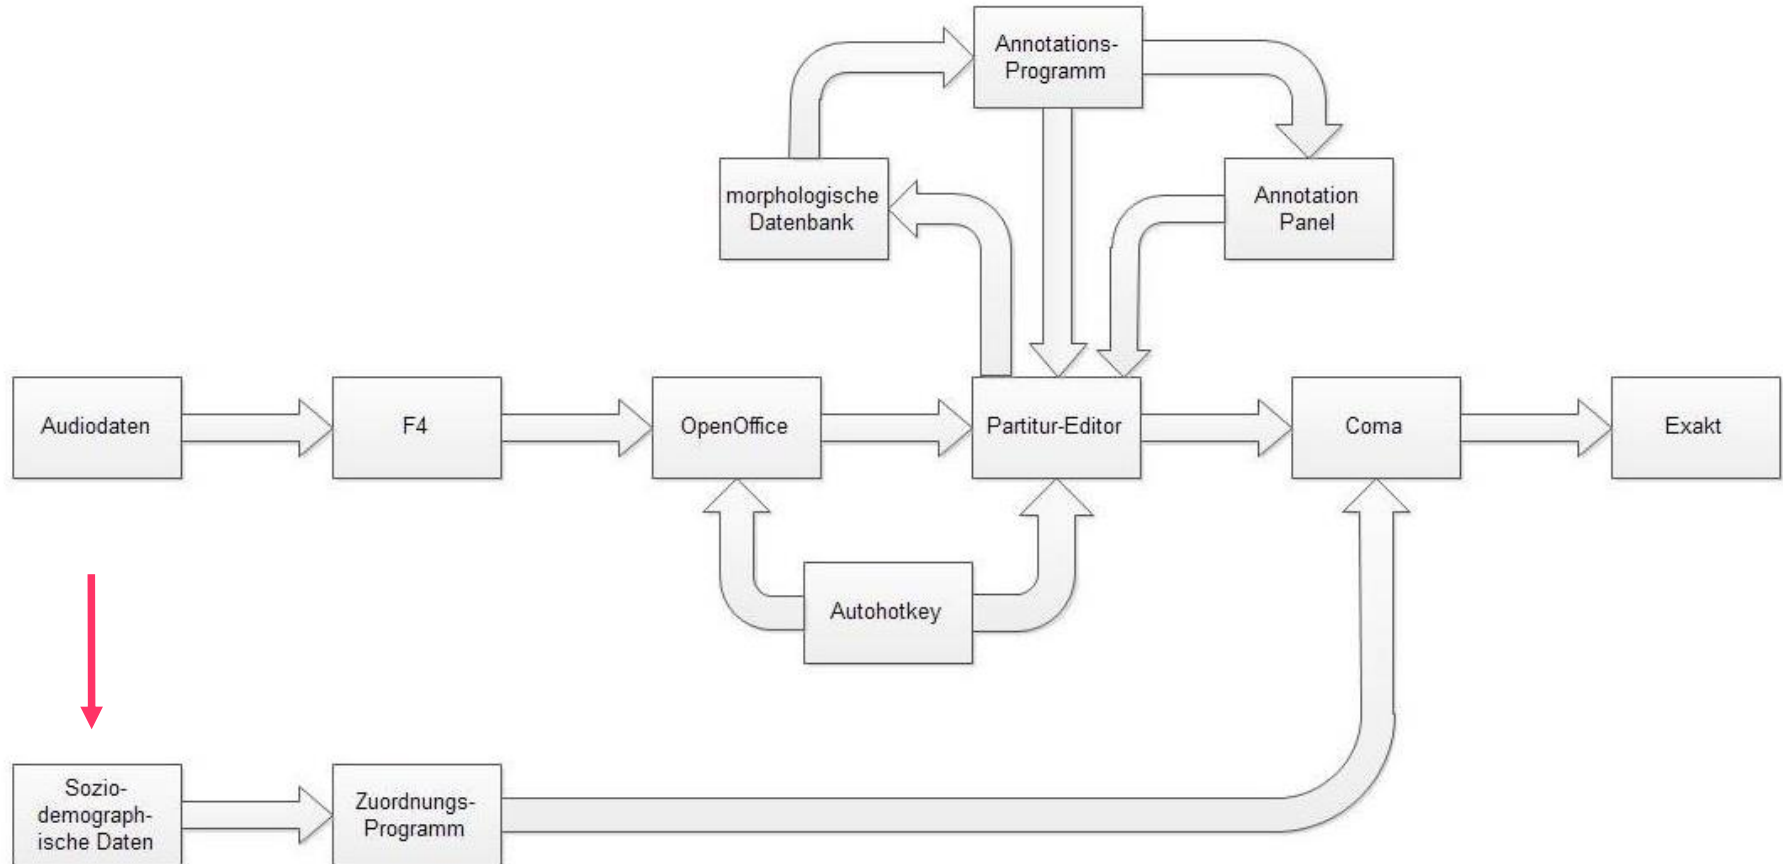 Annotations-
Programm
morphologische
Datenbank
Annotation
Panel
Audiodaten
F4
OpenOffice
Partitur-Editor
Coma
Exakt
Autohotkey
Sozio-
demograph-
ische Daten
Zuordnungs-
Programm